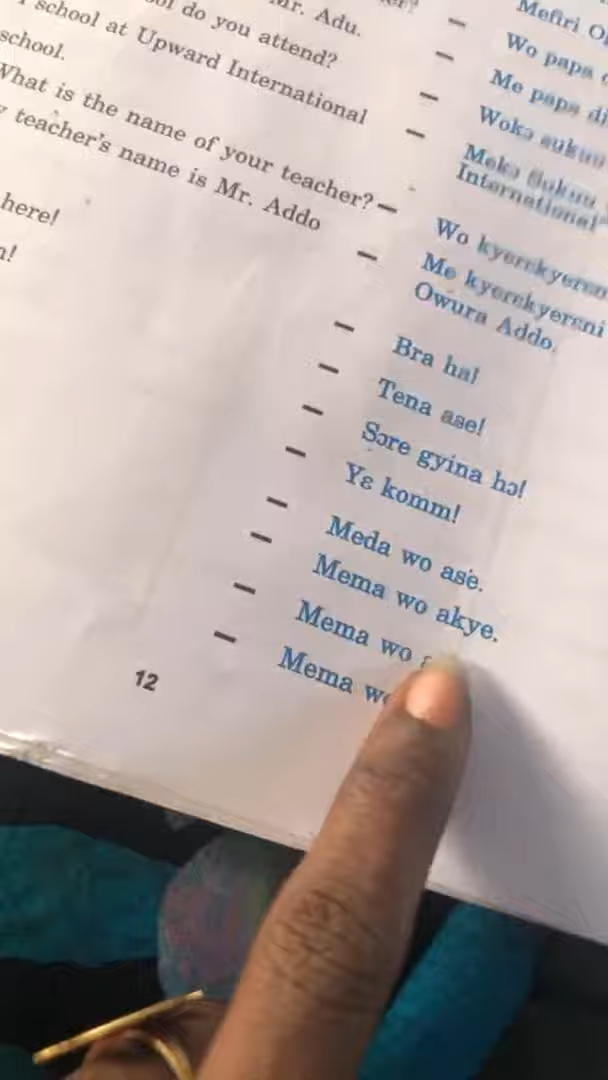 Mr. Adu.
do you attend?
school at Upward International
school.
What is the name of your teacher? –
teacher's name is Mr. Addo
here!
– Mefiri
– Wo papa
– Me papa di
– Wokɔ sukuu
Mekɔ sukuu
International
Wo kyerɛkyerɛni
– Me kyerɛkyerɛni
Owura Addo.
– Bra ha!
– Tena ase!
– Sɔre gyina hɔ!
– Yɛ komm!
– Meda wo ase.
– Mema wo akye.
– Mema wo
– Mema
12